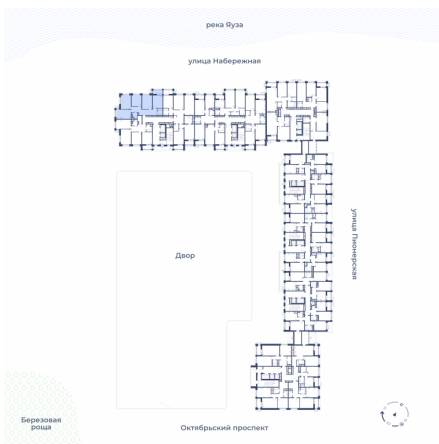 река Яуза
улица Набережная
улица Пионерская
Двор
Березовая
роща
Октябрьский проспект